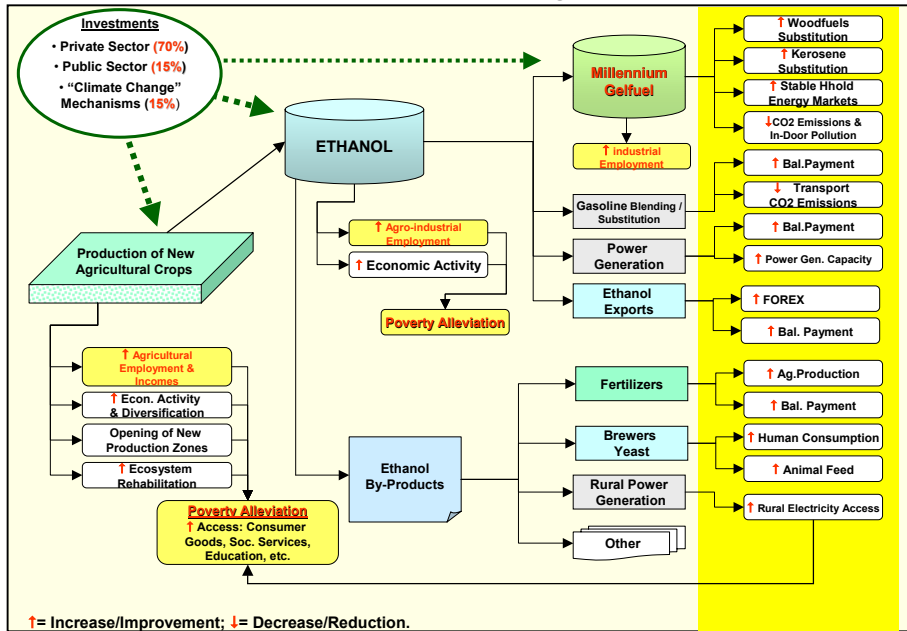 Investments
• Private Sector (70%)
• Public Sector (15%)
• “Climate Change”
Mechanisms (15%)
Production of New
Agricultural Crops
↑ Agricultural
Employment &
Incomes
↑ Econ. Activity
& Diversification
Opening of New
Production Zones
↑ Ecosystem
Rehabilitation
Poverty Alleviation
↑ Access: Consumer
Goods, Soc. Services,
Education, etc.
ETHANOL
↑ Agro-industrial
Employment
↑ Economic Activity
Poverty Alleviation
Ethanol
By-Products
Millennium
Gelfuel
↑ industrial
Employment
Gasoline Blending /
Substitution
Power
Generation
Ethanol
Exports
Fertilizers
Brewers
Yeast
Rural Power
Generation
Other
↑ Woodfuels
Substitution
↑ Kerosene
Substitution
↑ Stable Hhold
Energy Markets
↓CO2 Emissions &
In-Door Pollution
↑ Bal.Payment
↓ Transport
CO2 Emissions
↑ Bal.Payment
↑ Power Gen. Capacity
↑ FOREX
↑ Bal. Payment
↑ Ag.Production
↑ Bal. Payment
↑ Human Consumption
↑ Animal Feed
↑ Rural Electricity Access
↑= Increase/Improvement; ↓= Decrease/Reduction.